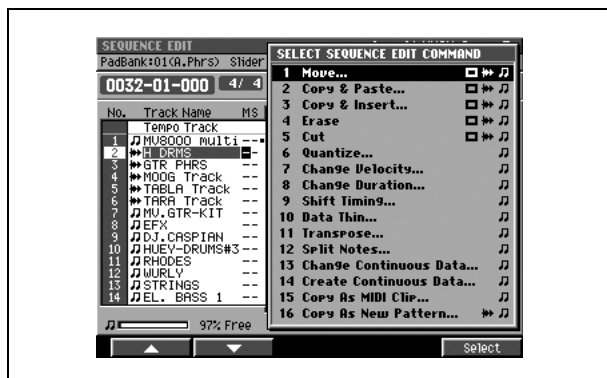 SEQUENCE EDIT
PadBank:01(A.Phrs) Slider
0032-01-000 4/ 4
No. Track Name MS
Tempo Track
1 MV8000 multi --
2 H DRMS -
3 GTR PHRS --
4 MOOG Track --
5 TABLA Track --
6 TARA Track --
7 MV.GTR-KIT --
8 EFX --
9 DJ.CASPIAN --
10 HUEY-DRUMS#3 --
11 RHODES --
12 WURLY --
13 STRINGS --
14 EL. BASS 1 --
97% Free
SELECT SEQUENCE EDIT COMMAND
1 Move...
2 Copy & Paste...
3 Copy & Insert...
4 Erase
5 Cut
6 Quantize...
7 Change Velocity...
8 Change Duration...
9 Shift Timing...
10 Data Thin...
11 Transpose...
12 Split Notes...
13 Change Continuous Data...
14 Create Continuous Data...
15 Copy As MIDI Clip...
16 Copy As New Pattern...
Select